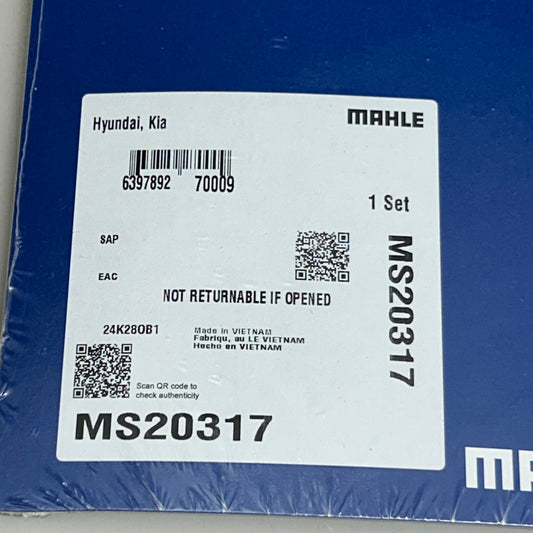 Hyundai, Kia
MAHLE
6397892 70009
1 Set
SAP
EAC
NOT RETURNABLE IF OPENED
24K280B1
Made in VIETNAM
Fabriqu, au LE VIETNAM
Hecho en VIETNAM
Scan QR code to
check authenticity
MS20317
MS20317